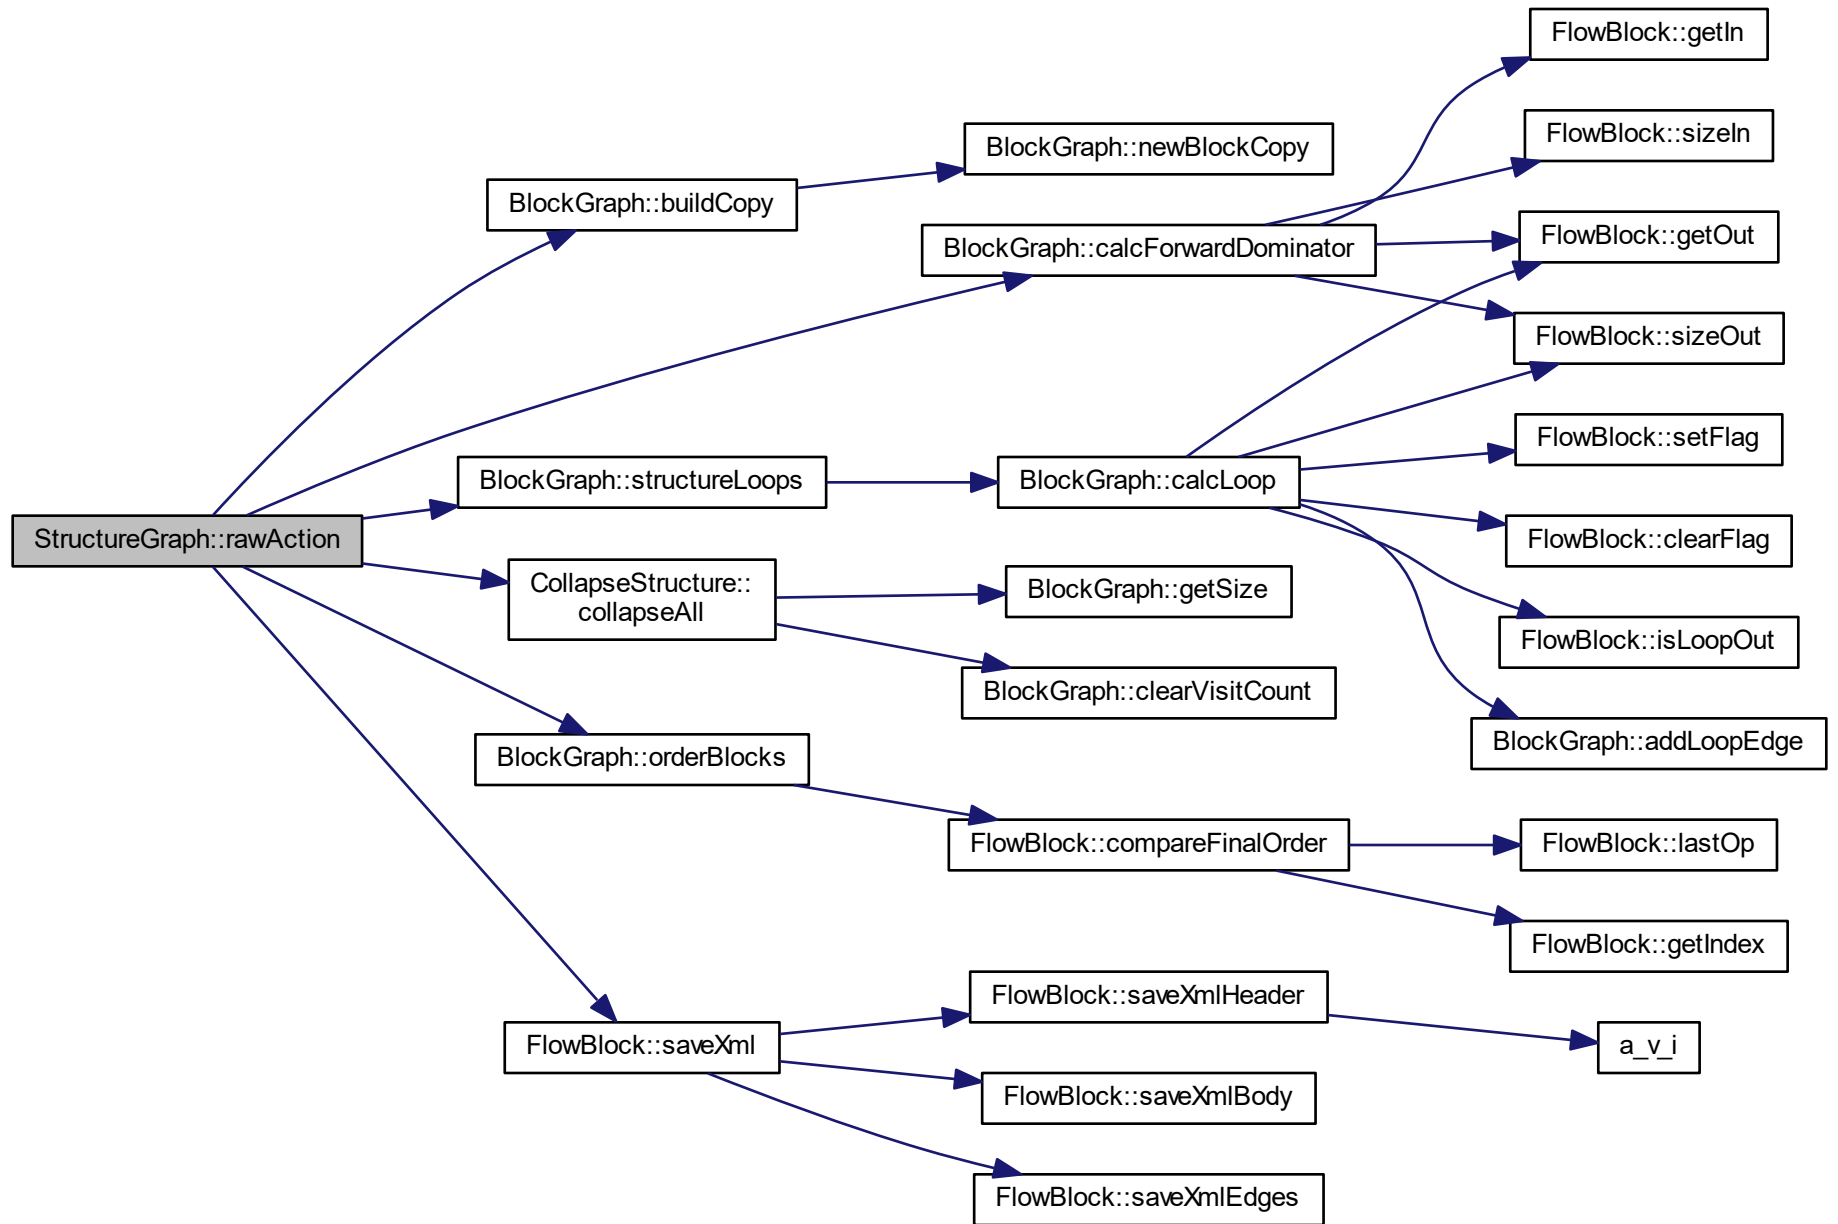 FlowBlock::getIn
FlowBlock::sizeIn
BlockGraph::newBlockCopy
BlockGraph::buildCopy
FlowBlock::getOut
BlockGraph::calcForwardDominator
FlowBlock::sizeOut
FlowBlock::setFlag
BlockGraph::structureLoops
BlockGraph::calcLoop
StructureGraph::rawAction
FlowBlock::clearFlag
CollapseStructure::
collapseAll
BlockGraph::getSize
FlowBlock::isLoopOut
BlockGraph::clearVisitCount
BlockGraph::addLoopEdge
BlockGraph::orderBlocks
FlowBlock::compareFinalOrder
FlowBlock::lastOp
FlowBlock::getIndex
FlowBlock::saveXmlHeader
FlowBlock::saveXml
a_v_i
FlowBlock::saveXmlBody
FlowBlock::saveXmlEdges